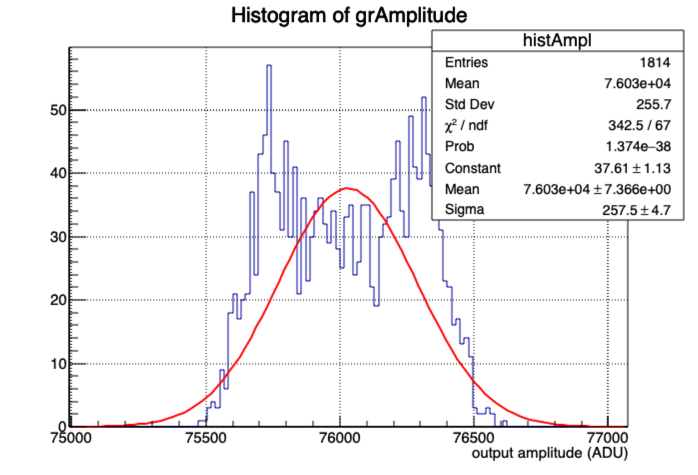 Histogram of grAmplitude
histAmpl
Entries 1814
Mean 7.603e+04
Std Dev 255.7
χ² / ndf 342.5 / 67
Prob 1.374e−38
Constant 37.61 ± 1.13
Mean 7.603e+04 ± 7.366e+00
Sigma 257.5 ± 4.7
50
40
30
20
10
0
75000 75500 76000 76500 77000
output amplitude (ADU)